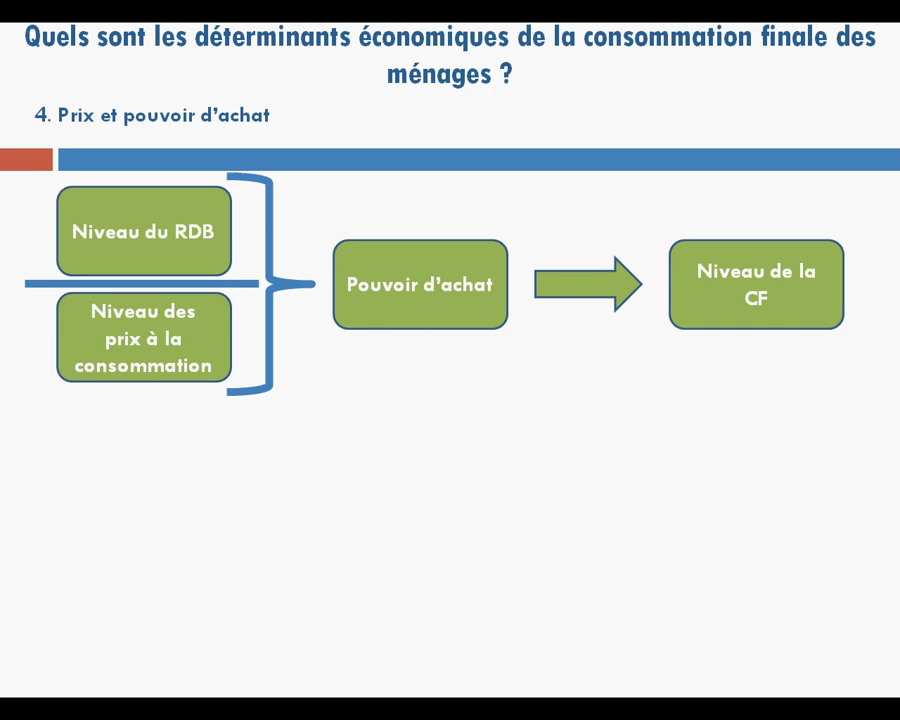 Quels sont les déterminants économiques de la consommation finale des
ménages ?
4. Prix et pouvoir d'achat
Niveau du RDB
Niveau des
prix à la
consommation
Pouvoir d'achat
Niveau de la
CF